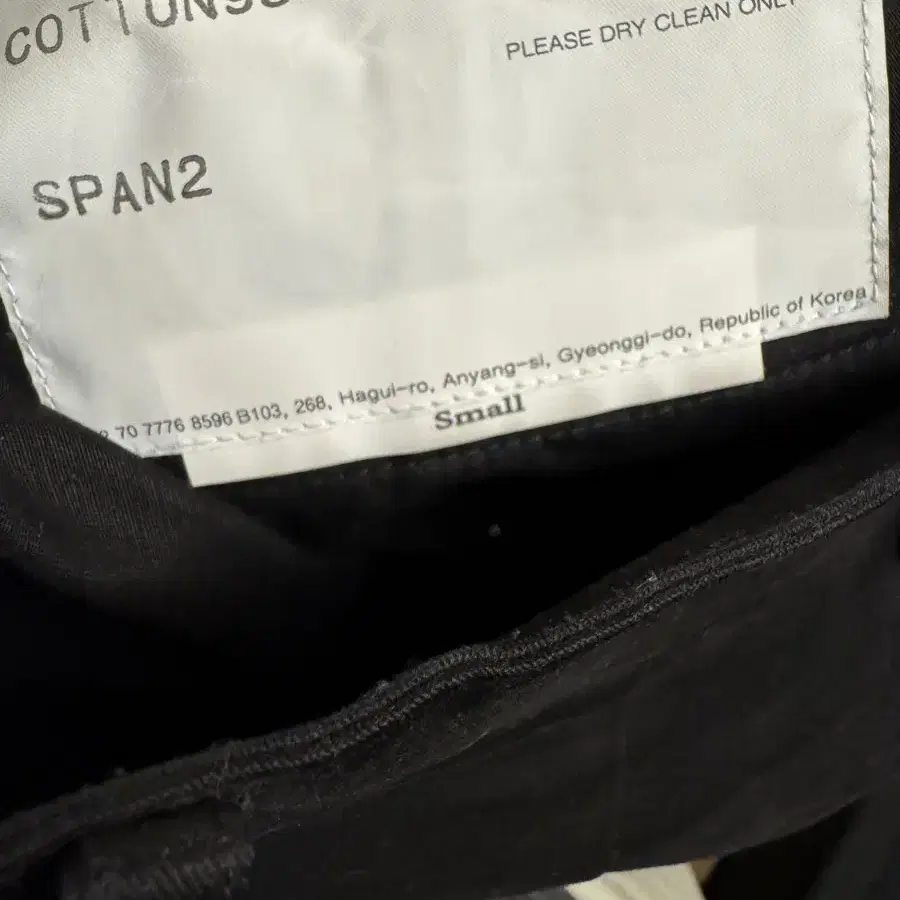 COTTON98
PLEASE DRY CLEAN ONLY
SPAN2
70 7776 8596 B103, 268, Hagui-ro, Anyang-si, Gyeonggi-do, Republic of Korea
Small